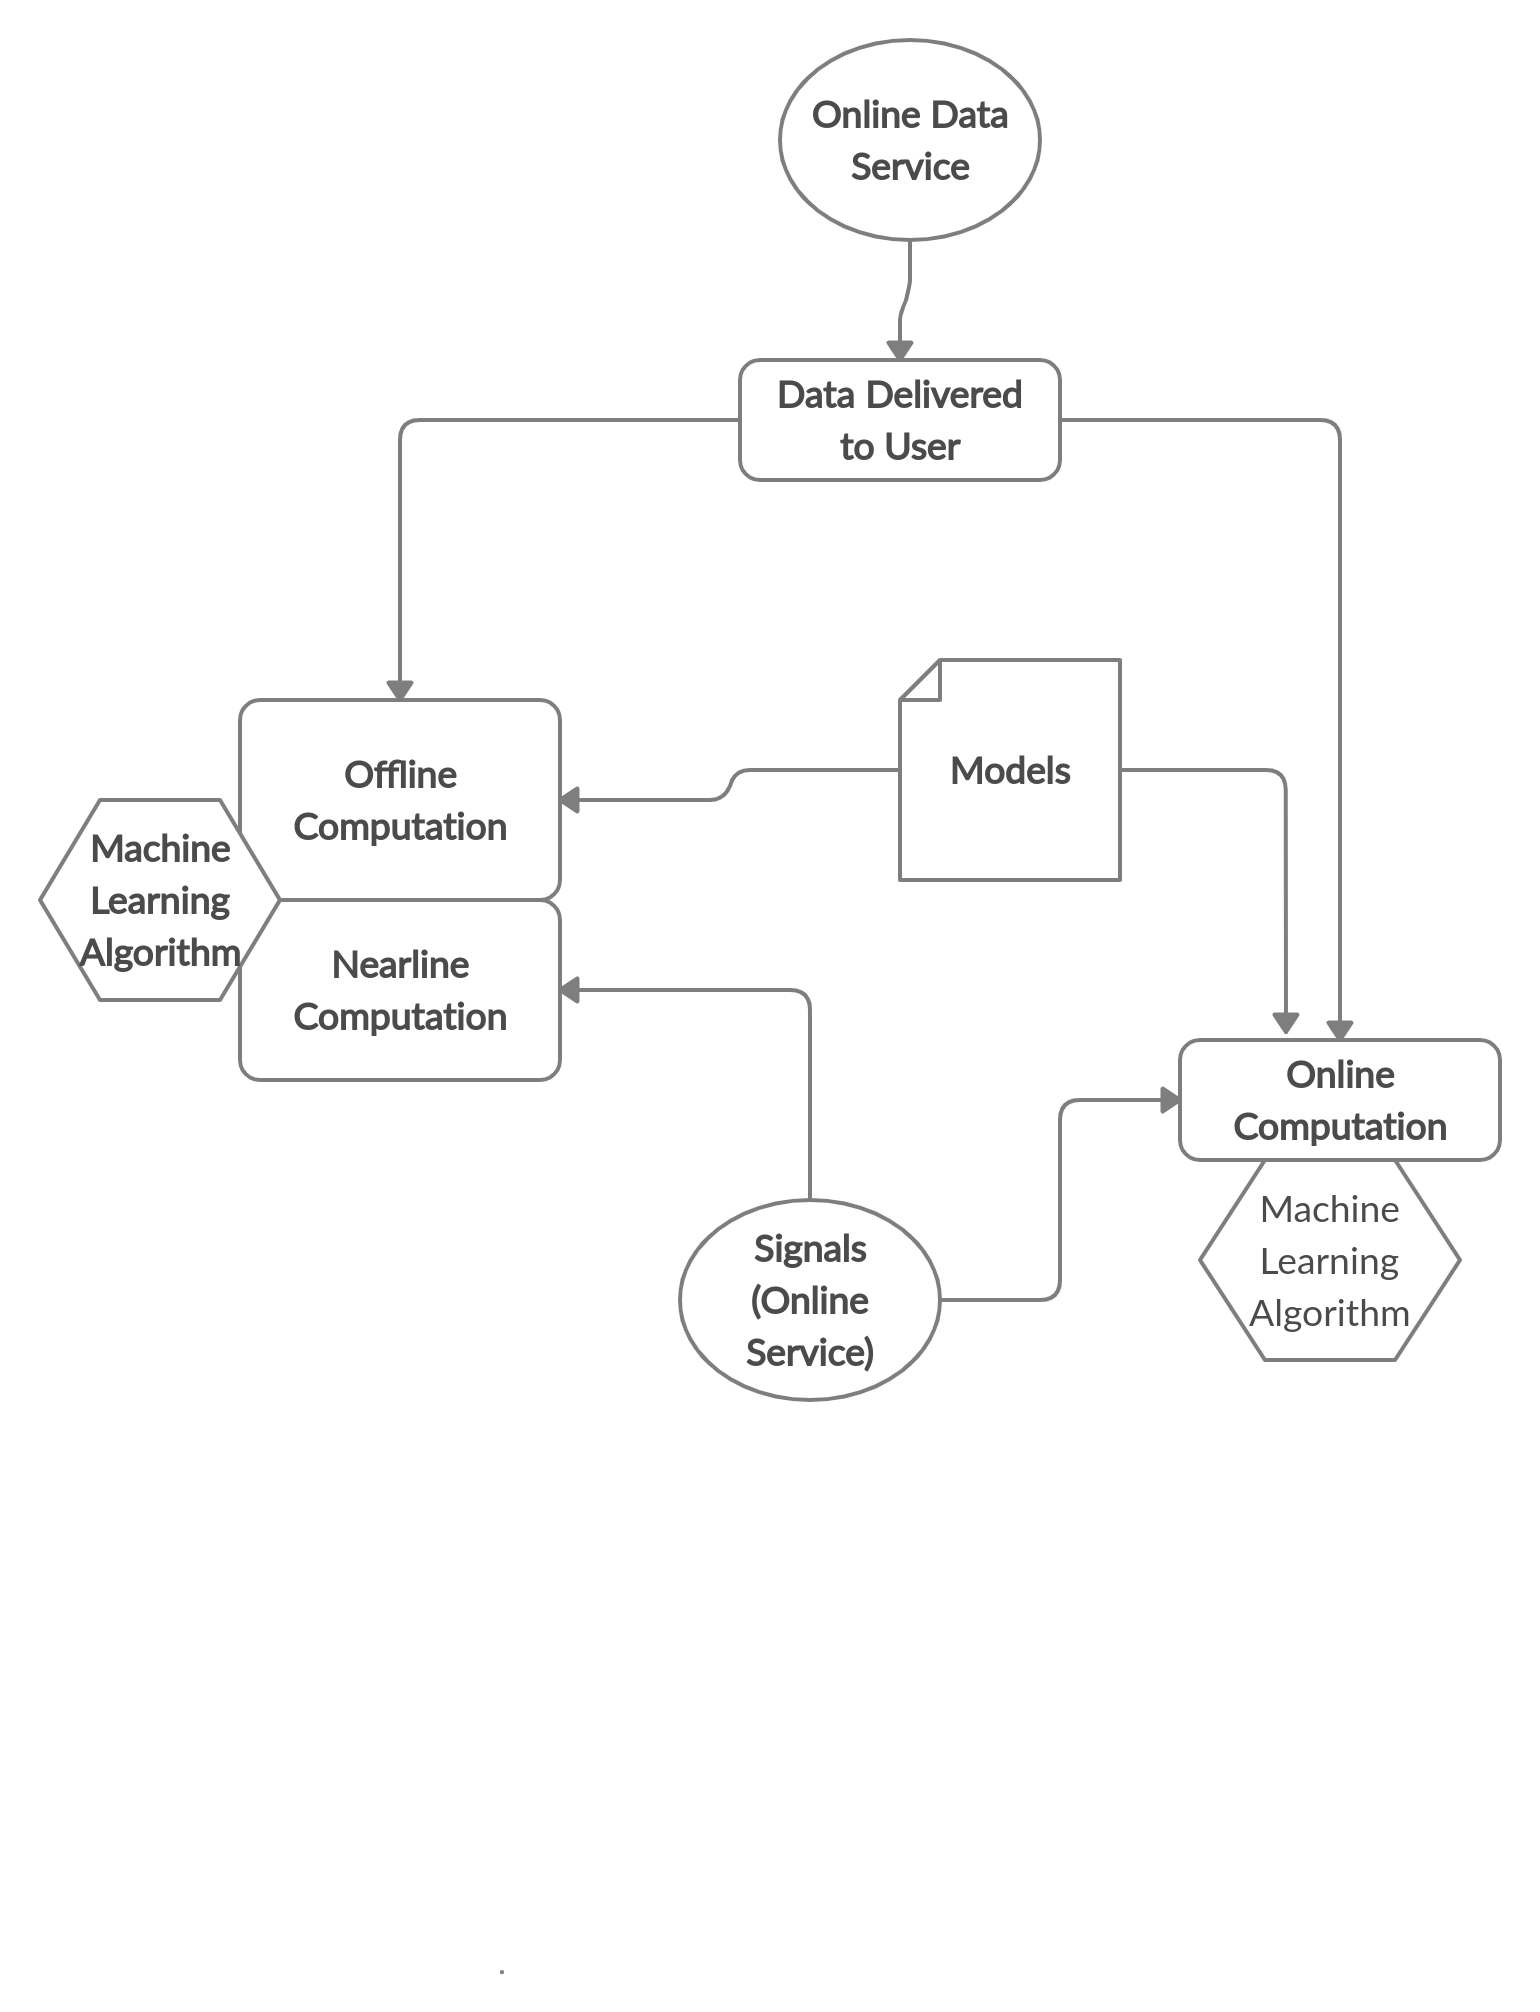 Online Data
Service
Data Delivered
to User
Offline
Computation
Models
Machine
Learning
Algorithm
Nearline
Computation
Online
Computation
Machine
Learning
Algorithm
Signals
(Online
Service)